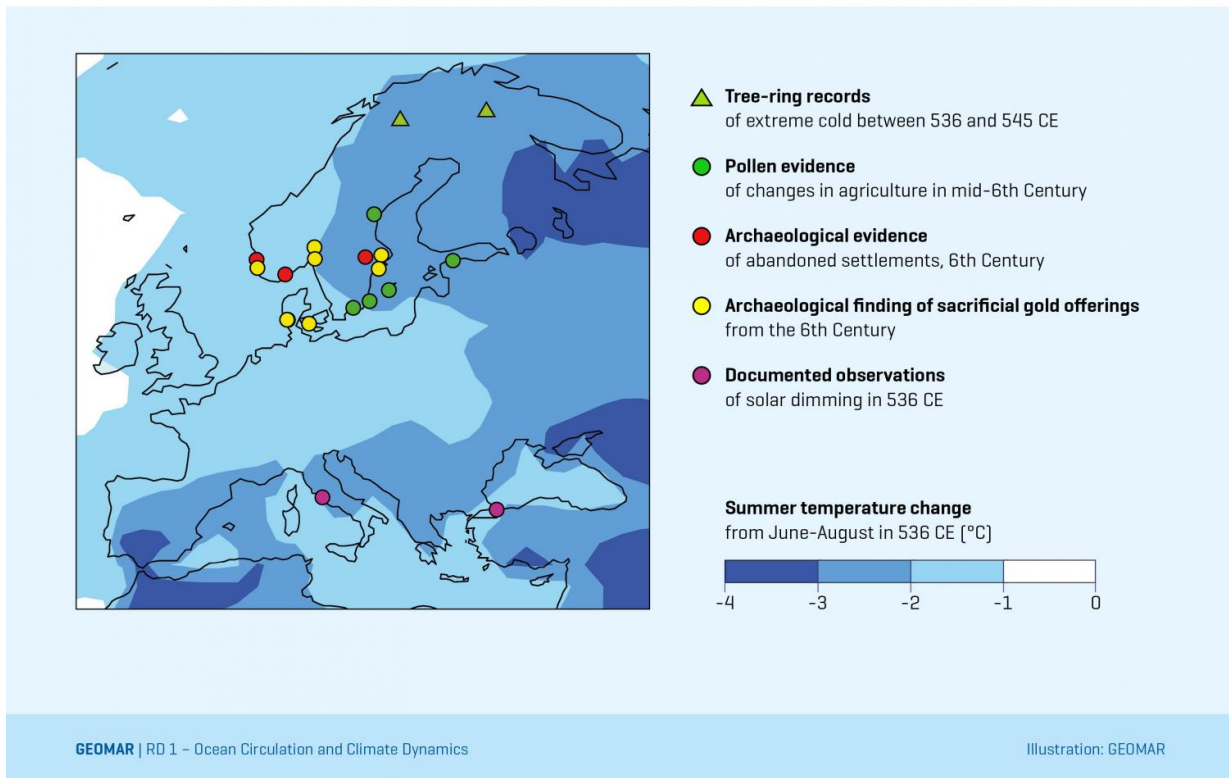 Tree-ring records
of extreme cold between 536 and 545 CE
Pollen evidence
of changes in agriculture in mid-6th Century
Archaeological evidence
of abandoned settlements, 6th Century
Archaeological finding of sacrificial gold offerings
from the 6th Century
Documented observations
of solar dimming in 536 CE
Summer temperature change
from June-August in 536 CE [°C]
-4 -3 -2 -1 0
GEOMAR | RD 1 – Ocean Circulation and Climate Dynamics
Illustration: GEOMAR